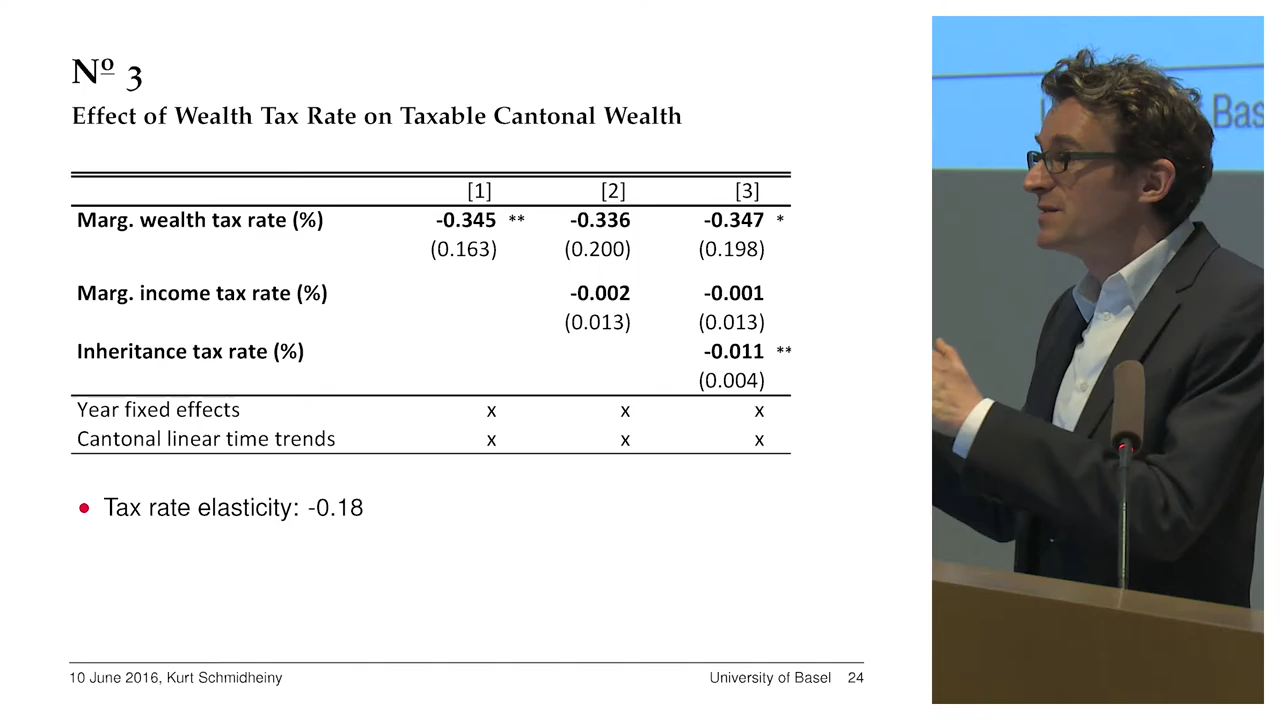 Nº 3
Effect of Wealth Tax Rate on Taxable Cantonal Wealth
[1] [2] [3]
Marg. wealth tax rate (%) -0.345 ** -0.336 -0.347 *
(0.163) (0.200) (0.198)
Marg. income tax rate (%) -0.002 -0.001
(0.013) (0.013)
Inheritance tax rate (%) -0.011 **
(0.004)
Year fixed effects x x x
Cantonal linear time trends x x x
• Tax rate elasticity: -0.18
10 June 2016, Kurt Schmidheiny University of Basel 24
Bas